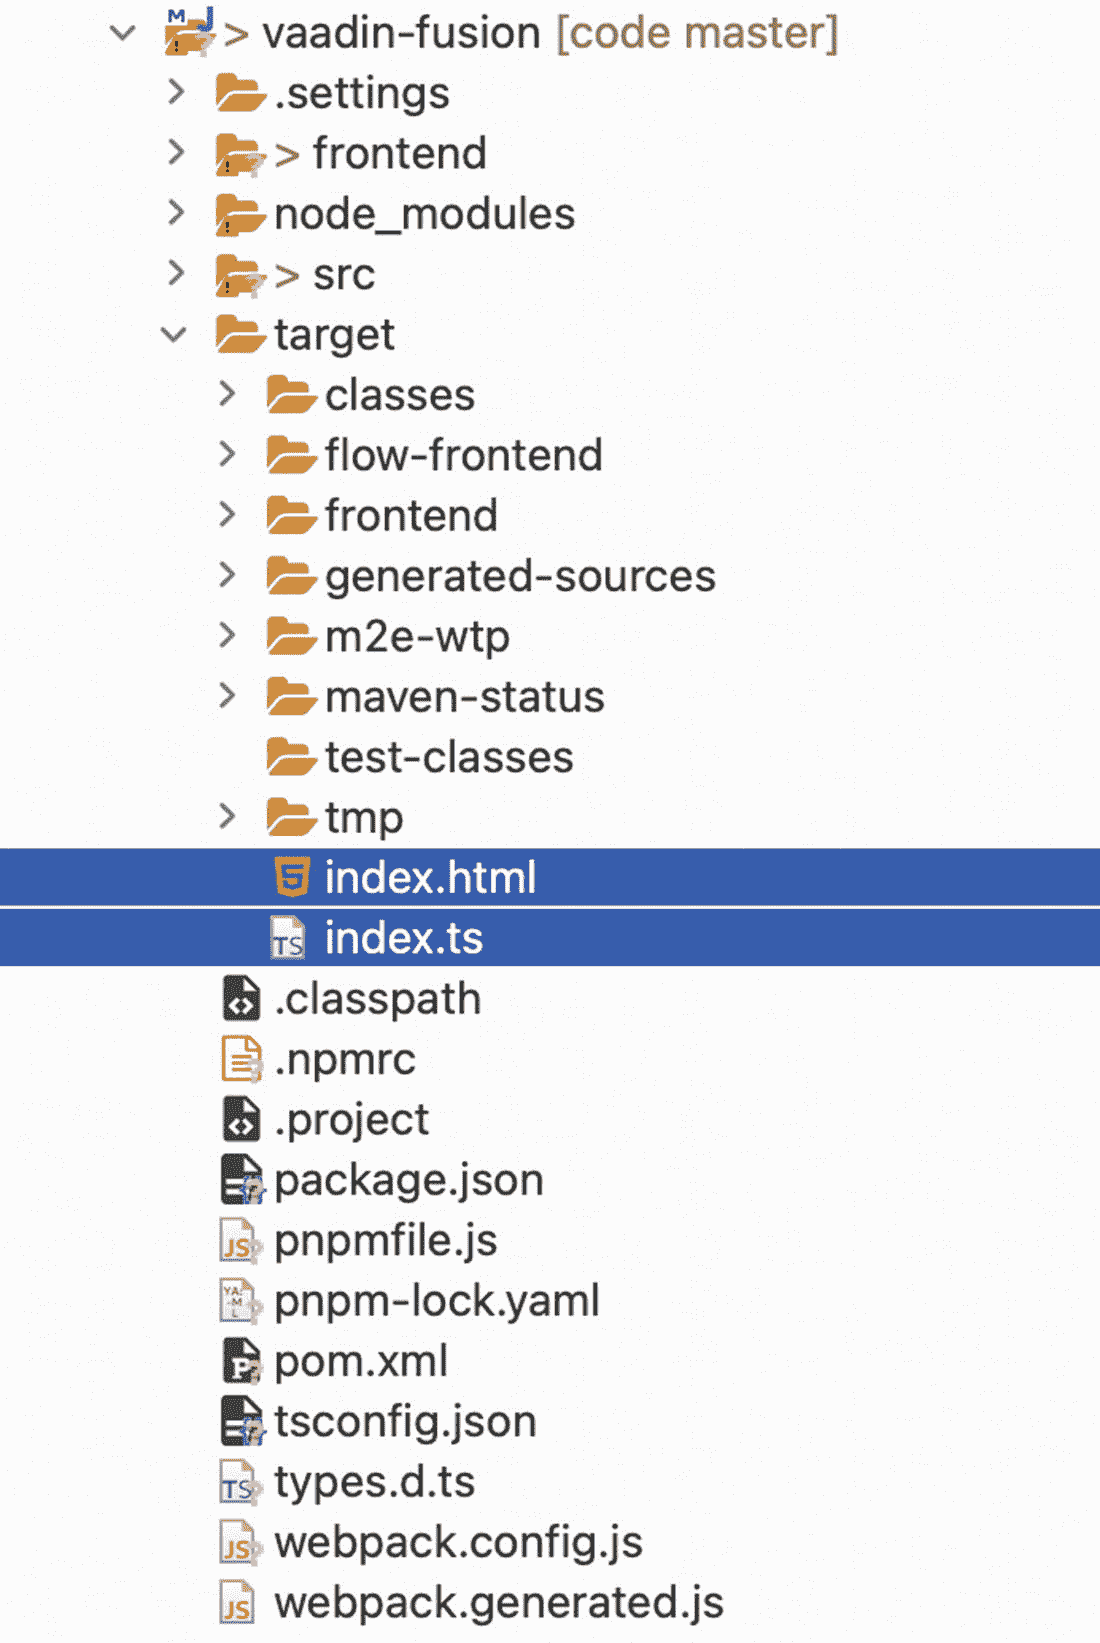 > vaadin-fusion [code master]
.settings
> frontend
node_modules
> src
target
classes
flow-frontend
frontend
generated-sources
m2e-wtp
maven-status
test-classes
tmp
index.html
index.ts
.classpath
.npmrc
.project
package.json
pnpmfile.js
pnpm-lock.yaml
pom.xml
tsconfig.json
types.d.ts
webpack.config.js
webpack.generated.js